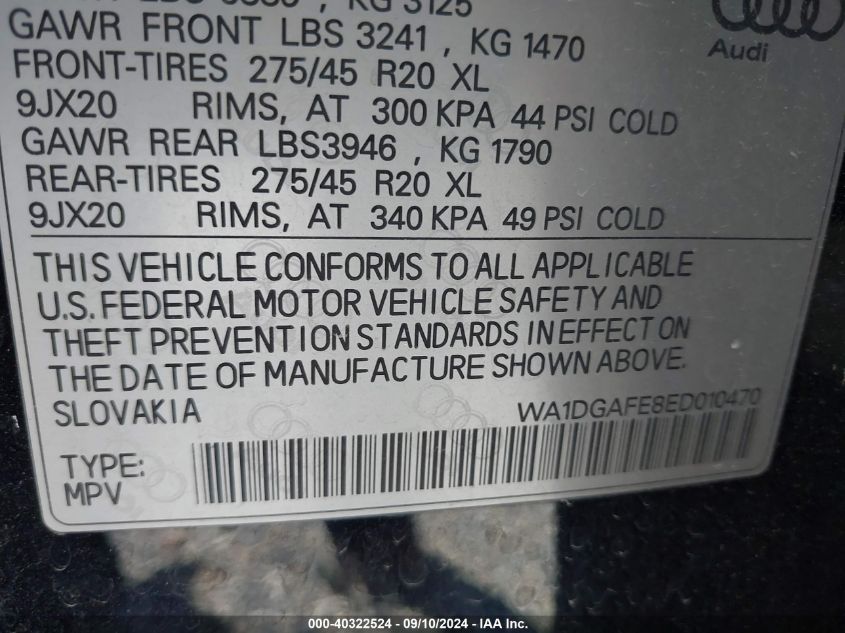 KG 3125
GAWR FRONT LBS 3241 , KG 1470
Audi
FRONT-TIRES 275/45 R20 XL
9JX20 RIMS, AT 300 KPA 44 PSI COLD
GAWR REAR LBS3946 , KG 1790
REAR-TIRES 275/45 R20 XL
9JX20 RIMS, AT 340 KPA 49 PSI COLD
THIS VEHICLE CONFORMS TO ALL APPLICABLE
U.S. FEDERAL MOTOR VEHICLE SAFETY AND
THEFT PREVENTION STANDARDS IN EFFECT ON
THE DATE OF MANUFACTURE SHOWN ABOVE.
SLOVAKIA WA1DGAFE8ED010470
TYPE:
MPV
000-40322524 - 09/10/2024 - IAA Inc.